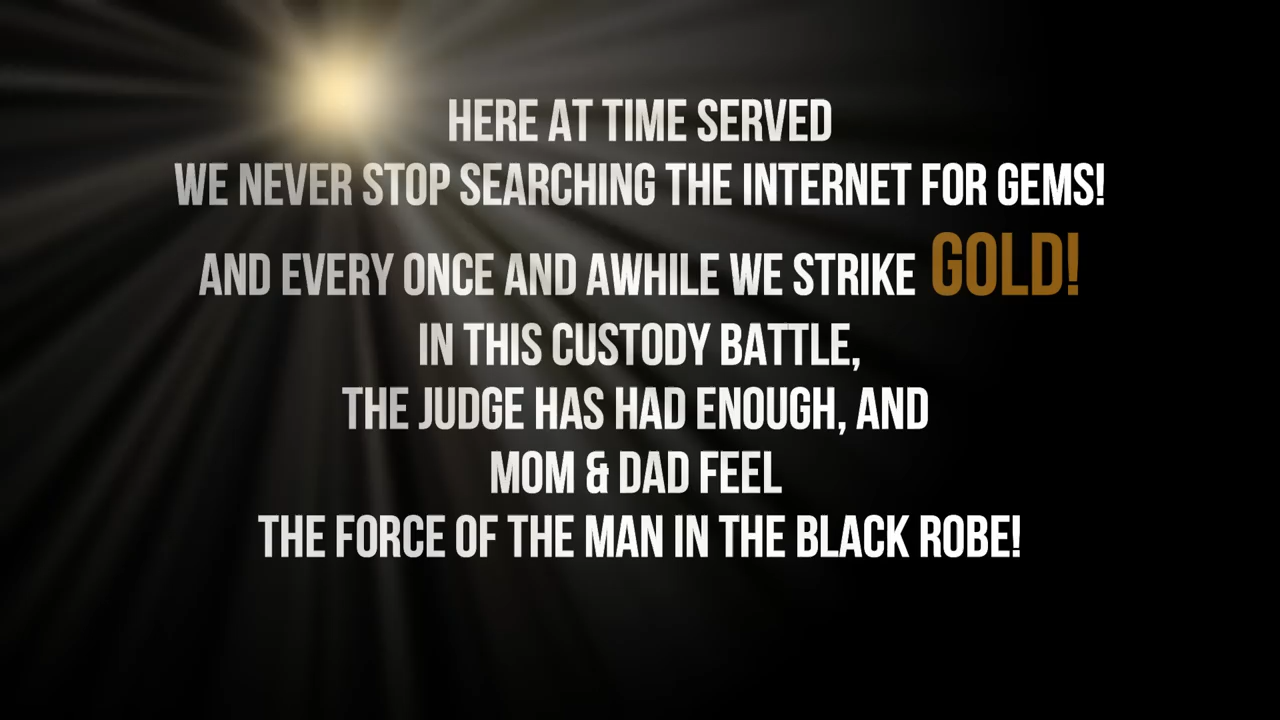 HERE AT TIME SERVED
WE NEVER STOP SEARCHING THE INTERNET FOR GEMS!
AND EVERY ONCE AND AWHILE WE STRIKE GOLD!
IN THIS CUSTODY BATTLE,
THE JUDGE HAS HAD ENOUGH, AND
MOM & DAD FEEL
THE FORCE OF THE MAN IN THE BLACK ROBE!